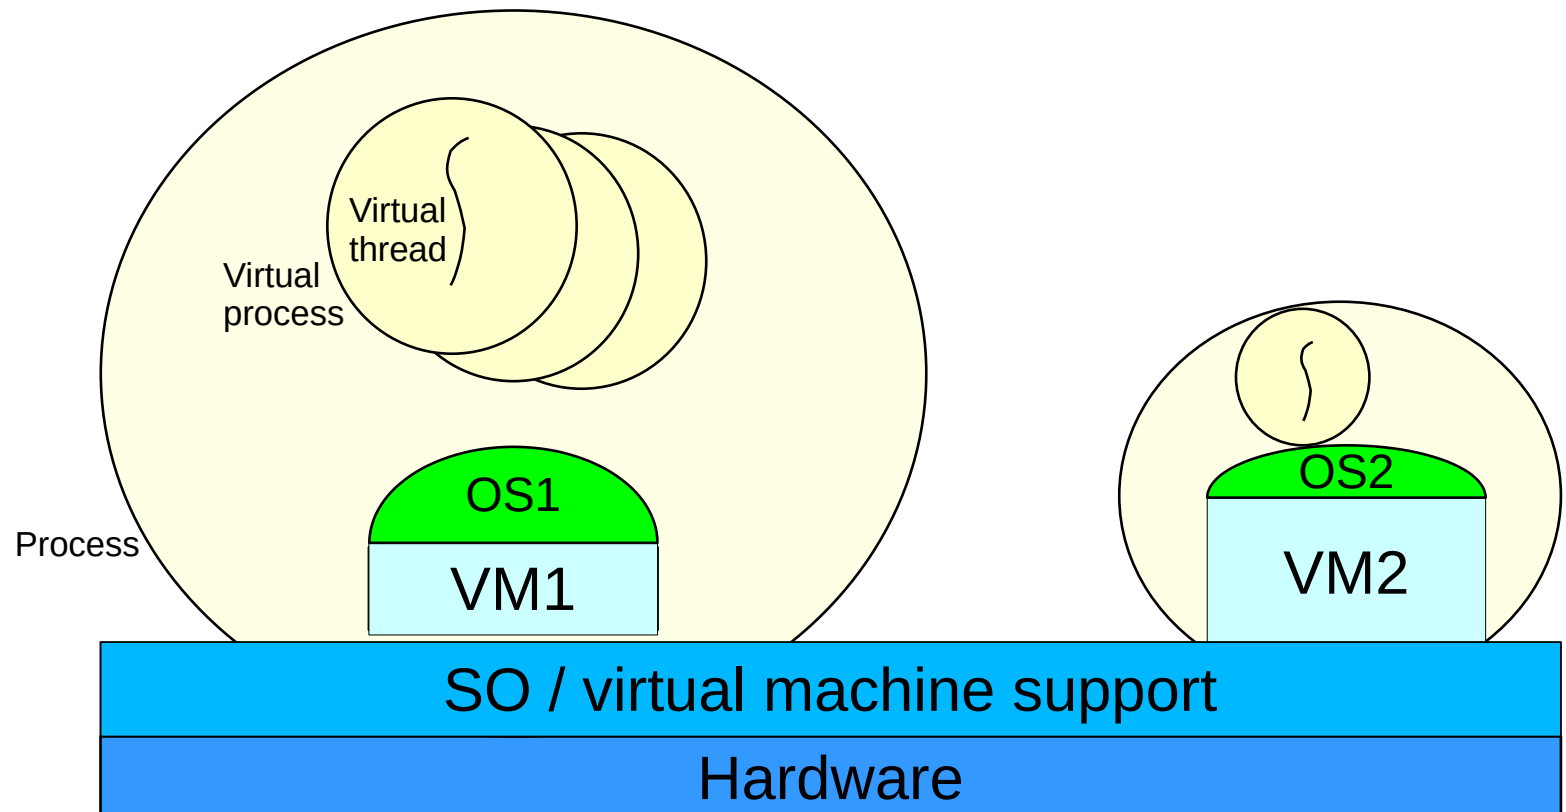 Virtual
thread
Virtual
process
OS1
OS2
Process
VM1
VM2
SO / virtual machine support
Hardware